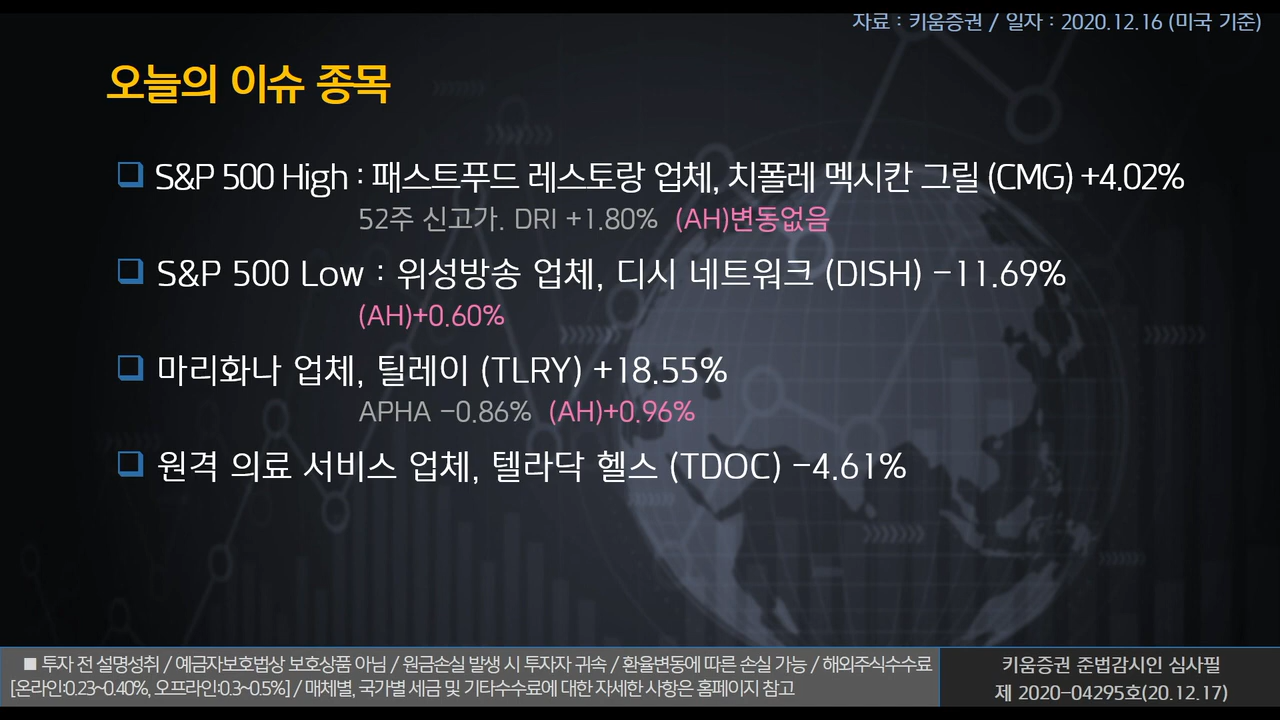 자료 : 키움증권 / 일자 : 2020.12.16 (미국 기준)
오늘의 이슈 종목
❑ S&P 500 High : 패스트푸드 레스토랑 업체, 치폴레 멕시칸 그릴 (CMG) +4.02%
52주 신고가. DRI +1.80% (AH)변동없음
❑ S&P 500 Low : 위성방송 업체, 디시 네트워크 (DISH) -11.69%
(AH)+0.60%
❑ 마리화나 업체, 틸레이 (TLRY) +18.55%
APHA -0.86% (AH)+0.96%
❑ 원격 의료 서비스 업체, 텔라닥 헬스 (TDOC) -4.61%
■ 투자 전 설명성취 / 예금자보호법상 보호상품 아님 / 원금손실 발생 시 투자자 귀속 / 환율변동에 따른 손실 가능 / 해외주식수수료
[온라인:0.23~0.40%, 오프라인:0.3~0.5%] / 매체별, 국가별 세금 및 기타수수료에 대한 자세한 사항은 홈페이지 참고
키움증권 준법감시인 심사필
제 2020-04295호(20.12.17)